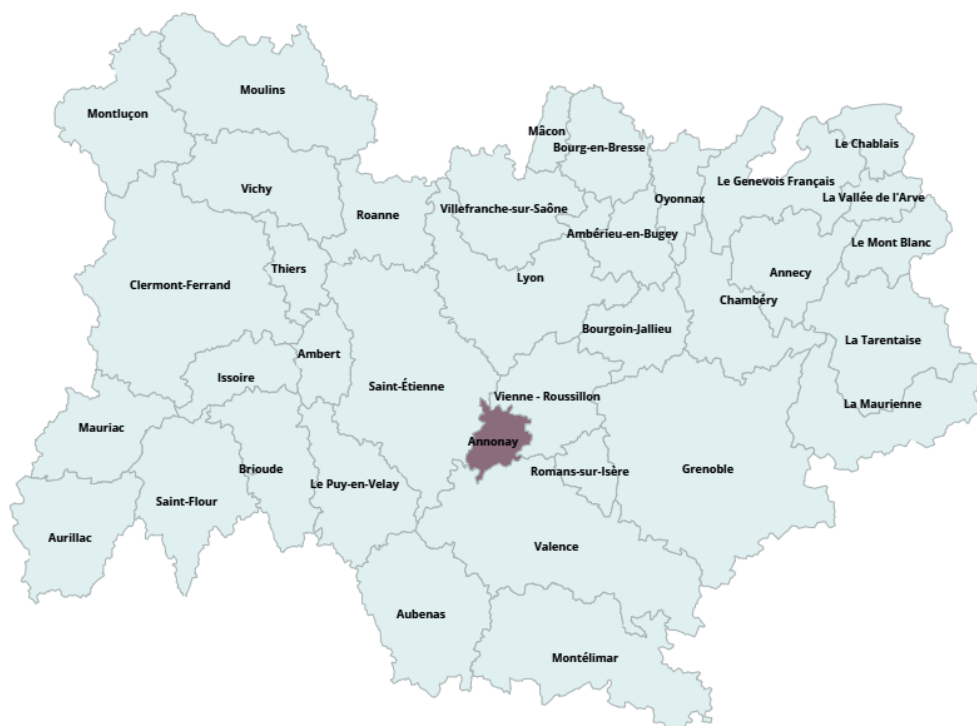 Moulins
Montluçon
Mâcon
Bourg-en-Bresse
Le Chablais
Vichy
Le Genevois Français
La Vallée de l'Arve
Oyonnax
Villefranche-sur-Saône
Roanne
Ambérieu-en-Bugey
Le Mont Blanc
Thiers
Annecy
Lyon
Clermont-Ferrand
Chambéry
Bourgoin-Jallieu
La Tarentaise
Ambert
Issoire
Saint-Étienne
Vienne - Roussillon
La Maurienne
Mauriac
Annonay
Brioude
Grenoble
Romans-sur-Isère
Le Puy-en-Velay
Saint-Flour
Aurillac
Valence
Aubenas
Montélimar